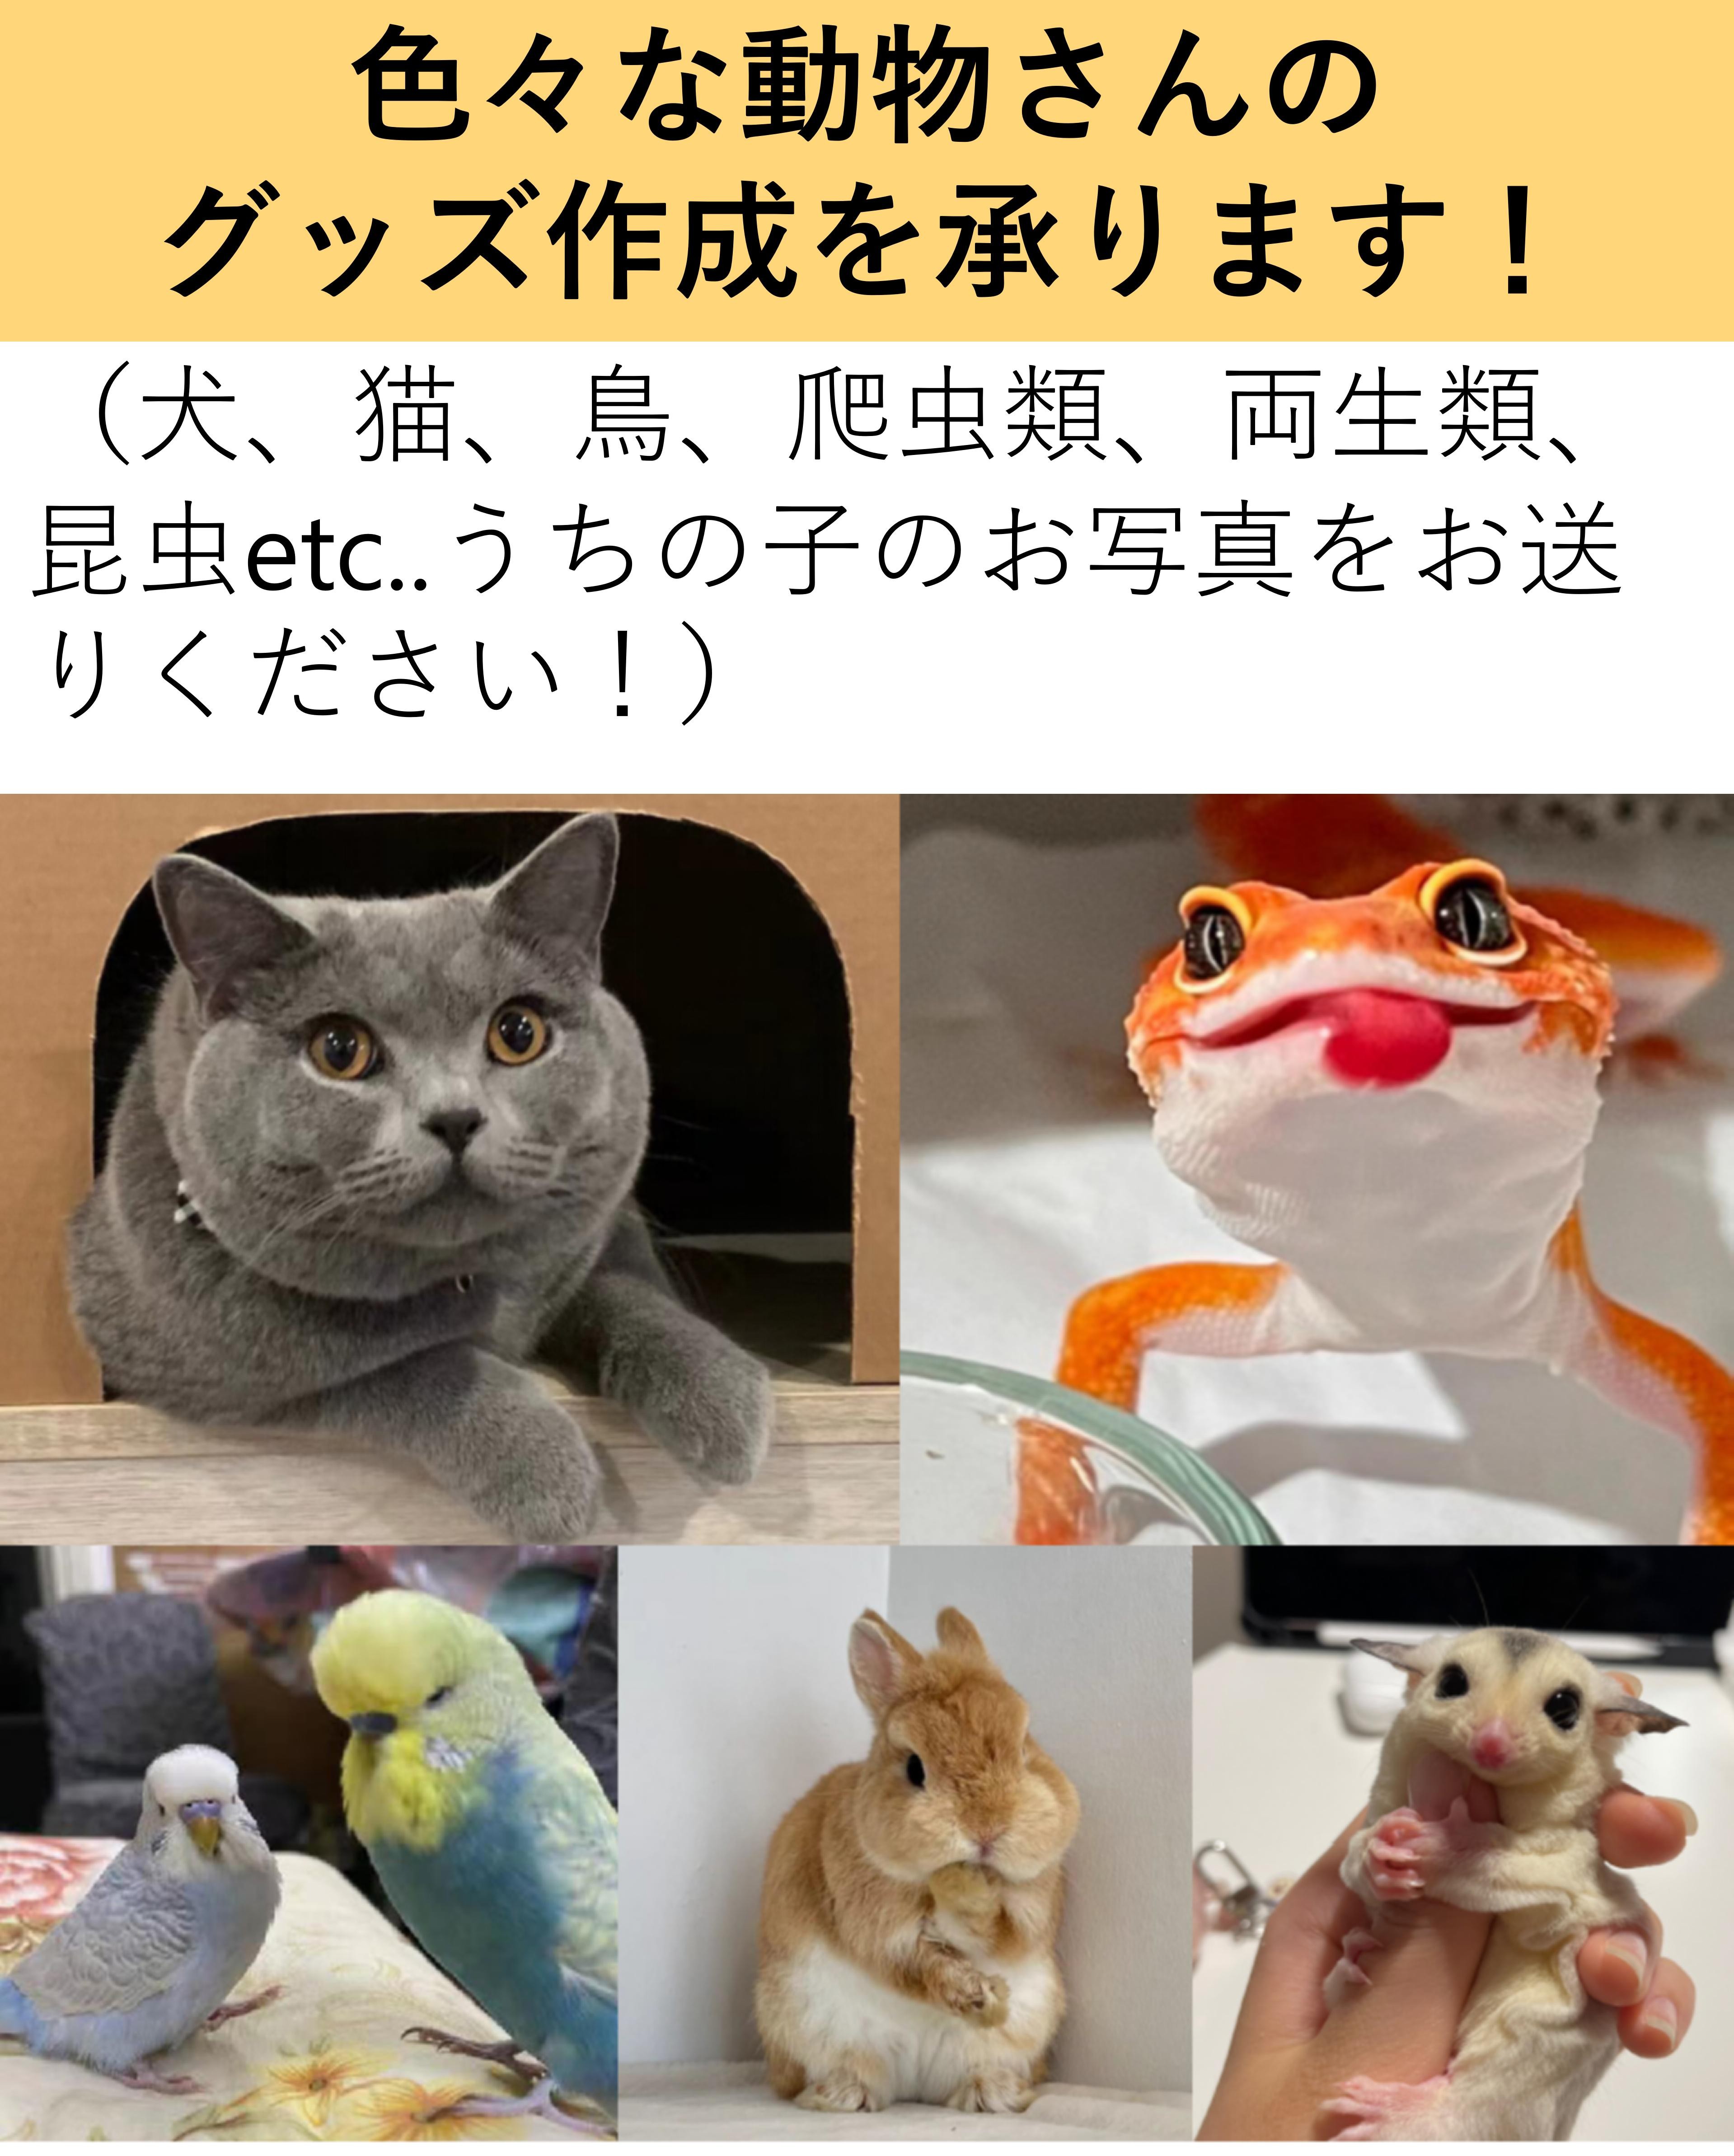 色々な動物さんの
グッズ作成を承ります！
（犬、猫、鳥、爬虫類、両生類、
昆虫etc..うちの子のお写真をお送
りください！）